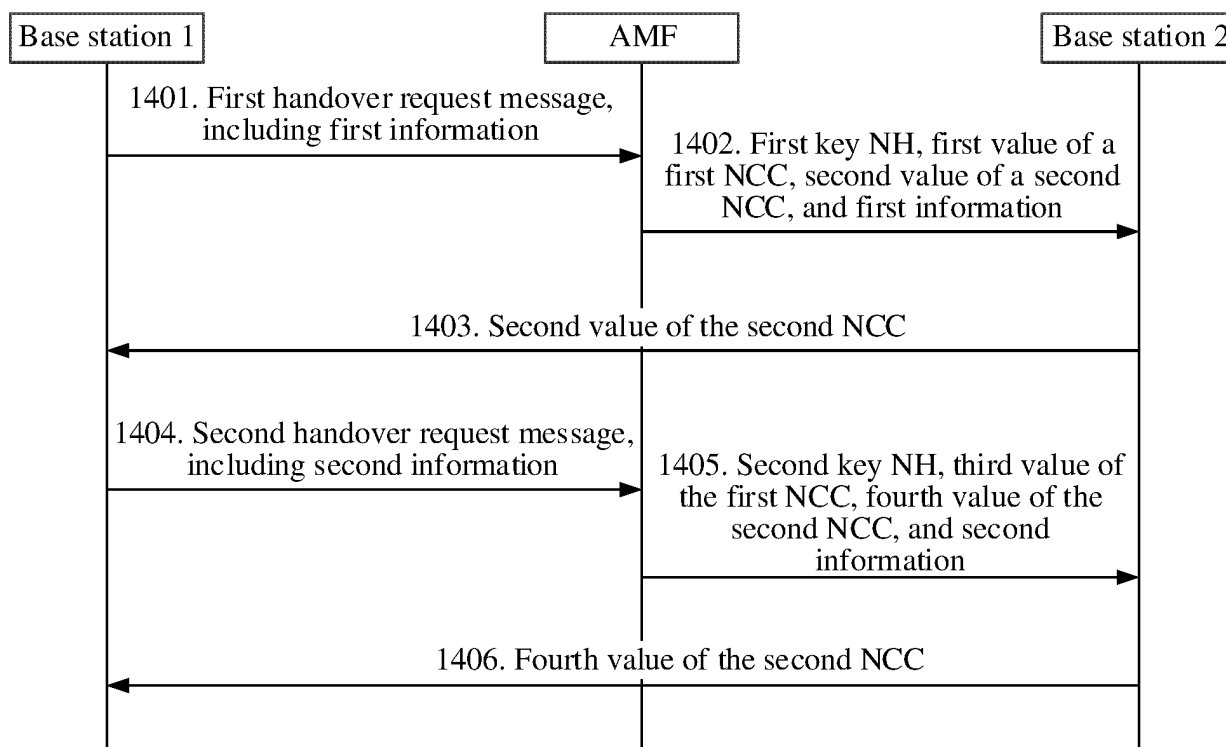 Base station 1
AMF
Base station 2
1401. First handover request message,
including first information
1402. First key NH, first value of a
first NCC, second value of a second
NCC, and first information
1403. Second value of the second NCC
1404. Second handover request message,
including second information
1405. Second key NH, third value of
the first NCC, fourth value of the
second NCC, and second
information
1406. Fourth value of the second NCC